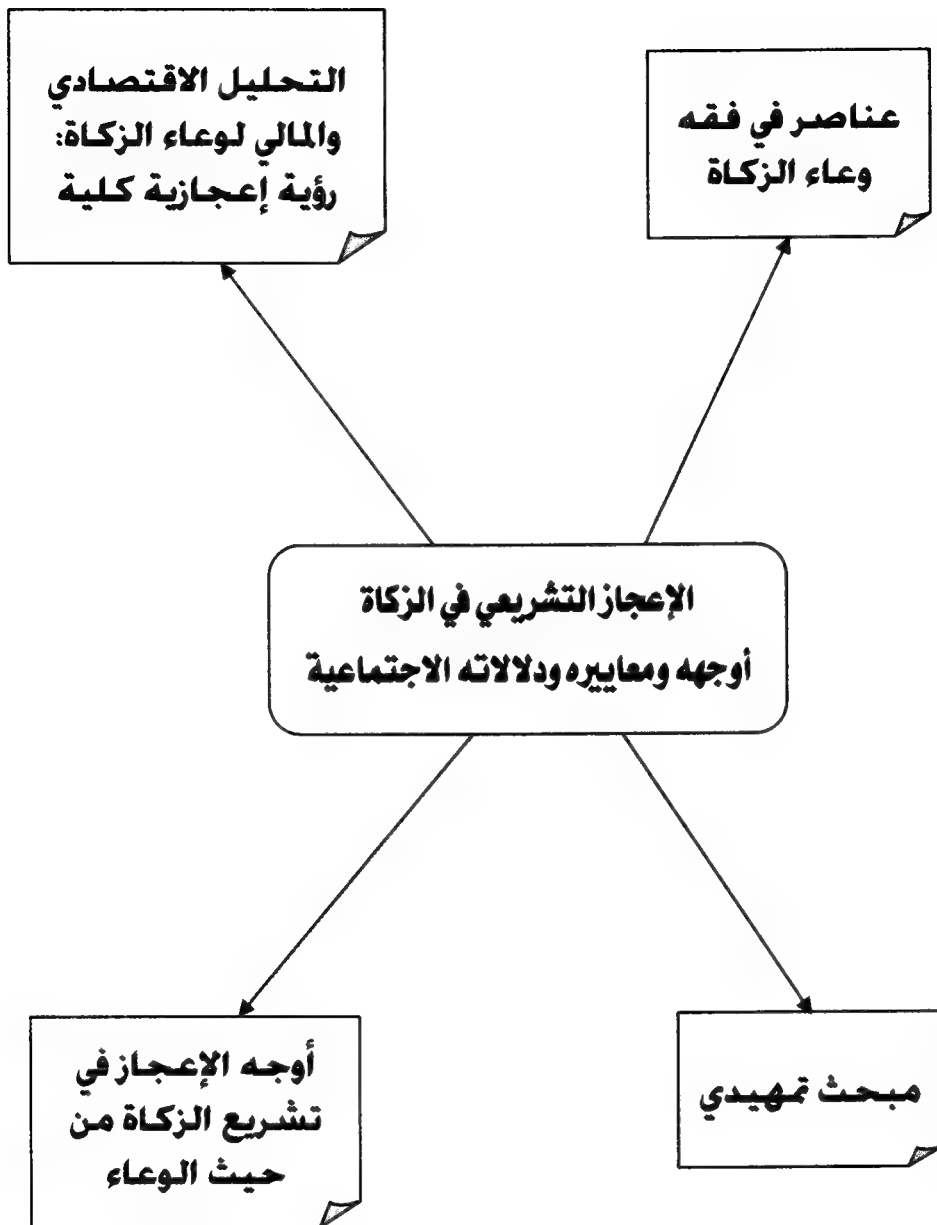 عناصر في فقه
وعاء الزكاة
التحليل الاقتصادي
والمالي لوعاء الزكاة:
رؤية إعجازية كلية
الإعجاز التشريعي في الزكاة
أوجهه ومعاييره ودلالاته الاجتماعية
مبحث تمهيدي
أوجه الإعجاز في
تشريع الزكاة من
حيث الوعاء